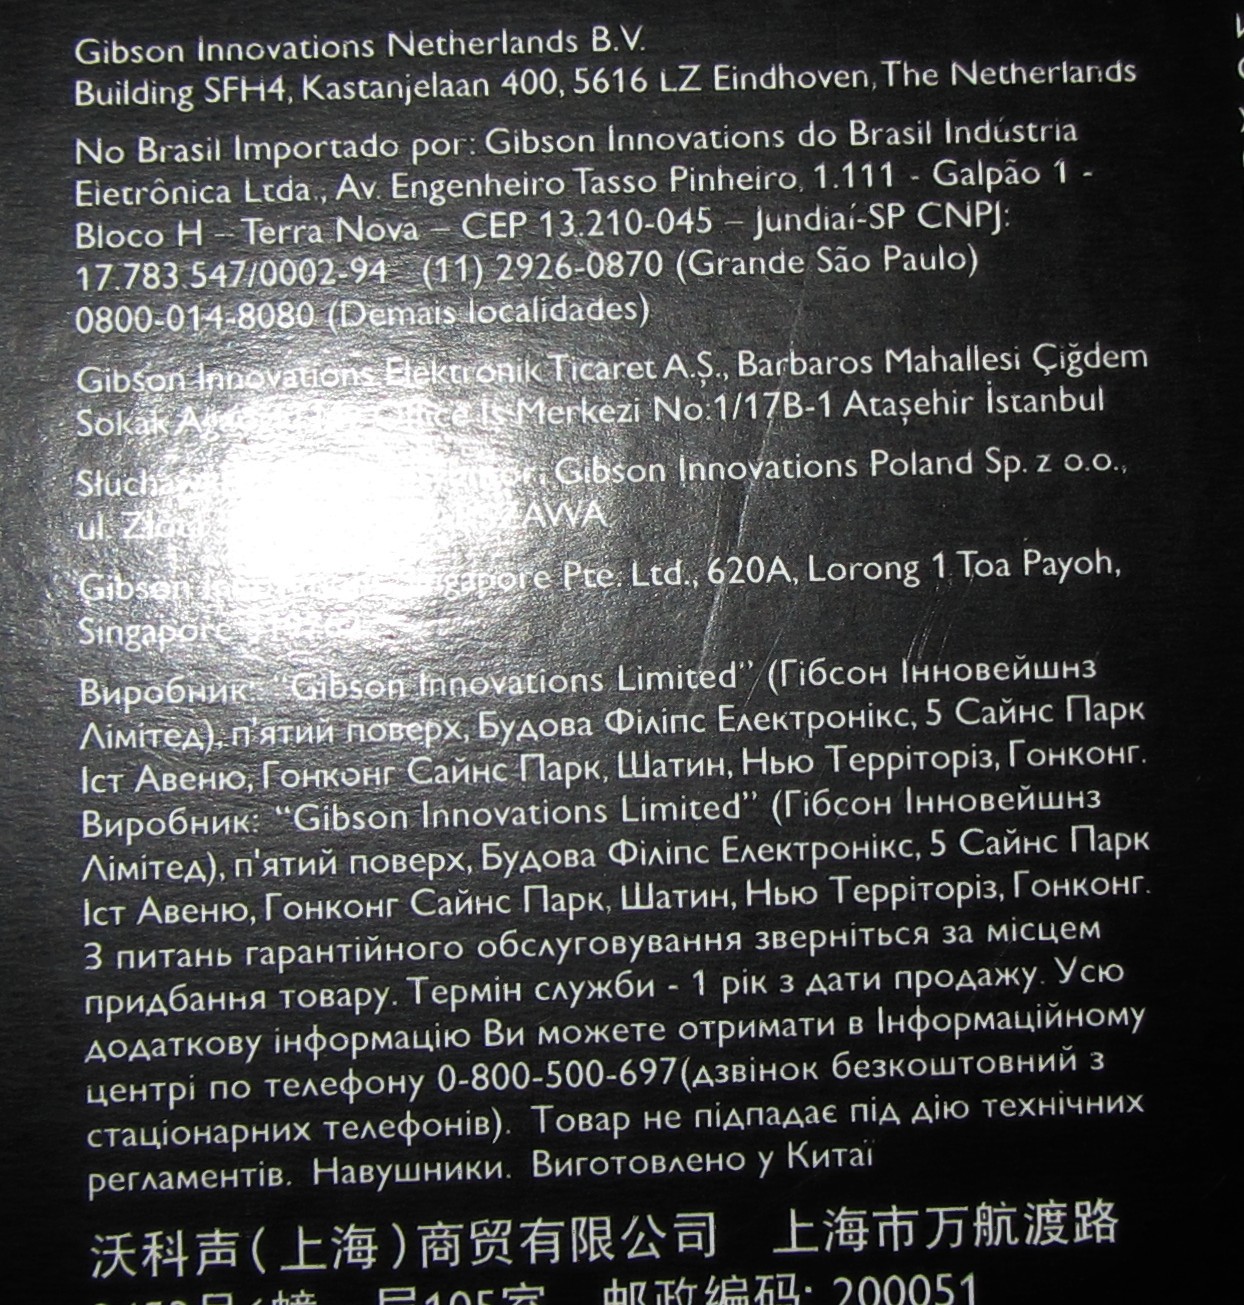 Gibson Innovations Netherlands B.V.
Building SFH4, Kastanjelaan 400, 5616 LZ Eindhoven, The Netherlands
No Brasil Importado por: Gibson Innovations do Brasil Indústria
Eletrônica Ltda., Av. Engenheiro Tasso Pinheiro, 1.111 - Galpão 1 -
Bloco H – Terra Nova – CEP 13.210-045 – Jundiaí-SP CNPJ:
17.783.547/0002-94 (11) 2926-0870 (Grande São Paulo)
0800-014-8080 (Demais localidades)
Gibson Innovations Elektronik Ticaret A.Ş., Barbaros Mahallesi Çiğdem
Sokak Office İş Merkezi No:1/17B-1 Ataşehir İstanbul
Gibson Innovations Poland Sp. z o.o.,
ul.
Gibson Singapore Pte. Ltd., 620A, Lorong 1 Toa Payoh,
Singapore
Виробник: “Gibson Innovations Limited” (Гібсон Інновейшнз
Лімітед), п'ятий поверх, Будова Філіпс Електронікс, 5 Сайнс Парк
Іст Авеню, Гонконг Сайнс Парк, Шатин, Нью Терріторіз, Гонконг.
Виробник: “Gibson Innovations Limited” (Гібсон Інновейшнз
Лімітед), п'ятий поверх, Будова Філіпс Електронікс, 5 Сайнс Парк
Іст Авеню, Гонконг Сайнс Парк, Шатин, Нью Терріторіз, Гонконг.
З питань гарантійного обслуговування зверніться за місцем
придбання товару. Термін служби - 1 рік з дати продажу. Усю
додаткову інформацію Ви можете отримати в Інформаційному
центрі по телефону 0-800-500-697(дзвінок безкоштовний з
стаціонарних телефонів). Товар не підпадає під дію технічних
регламентів. Навушники. Виготовлено у Китаї
沃科声(上海)商贸有限公司 上海市万航渡路
邮政编码: 200051